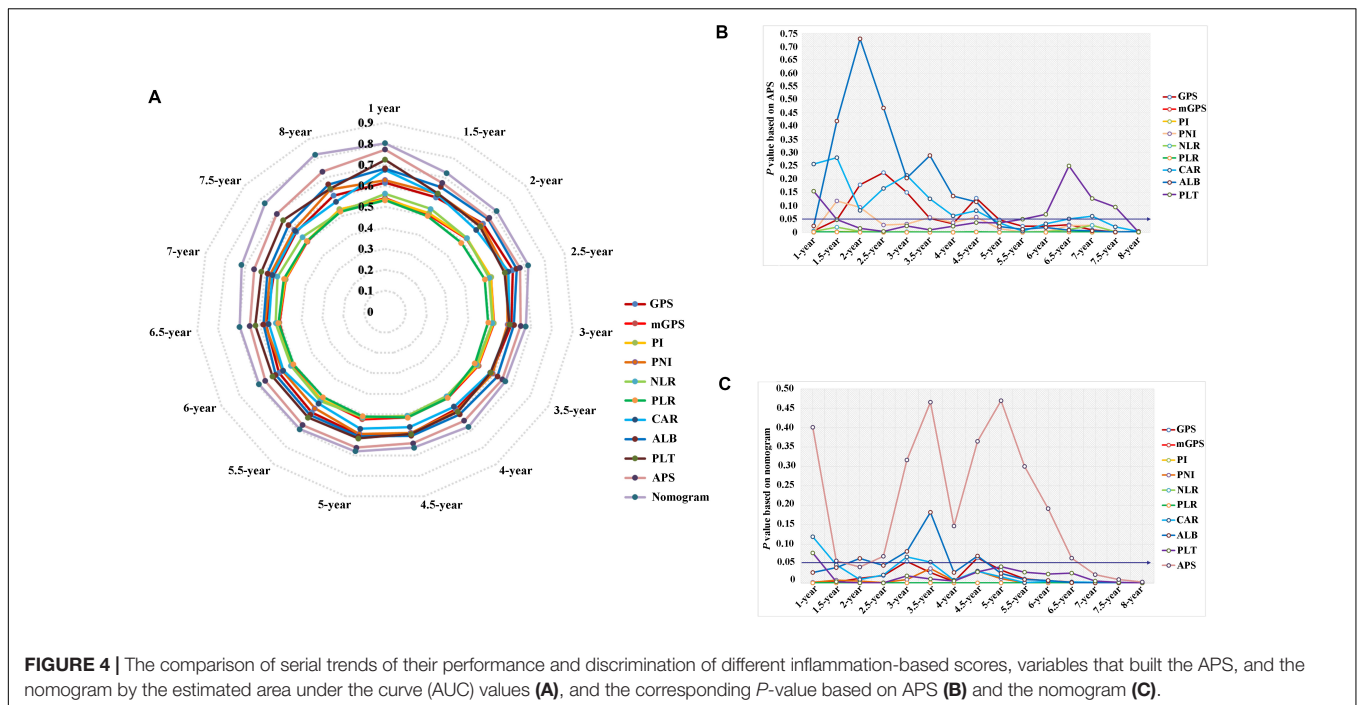 A
1 year
1.5-year
2-year
2.5-year
3-year
3.5-year
4-year
4.5-year
5-year
5.5-year
6-year
6.5-year
7-year
7.5-year
8-year
0.9
0.8
0.7
0.6
0.5
0.4
0.3
0.2
0.1
0
GPS
mGPS
PI
PNI
NLR
PLR
CAR
ALB
PLT
APS
Nomogram
B
P value based on APS
0.75
0.70
0.65
0.60
0.55
0.50
0.45
0.40
0.35
0.30
0.25
0.20
0.15
0.10
0.05
0
1-year
1.5-year
2-year
2.5-year
3-year
3.5-year
4-year
4.5-year
5-year
5.5-year
6-year
6.5-year
7-year
7.5-year
8-year
GPS
mGPS
PI
PNI
NLR
PLR
CAR
ALB
PLT
C
P value based on nomogram
0.50
0.45
0.40
0.35
0.30
0.25
0.20
0.15
0.10
0.05
0
1-year
1.5-year
2-year
2.5-year
3-year
3.5-year
4-year
4.5-year
5-year
5.5-year
6-year
6.5-year
7-year
7.5-year
8-year
GPS
mGPS
PI
PNI
NLR
PLR
CAR
ALB
PLT
APS
FIGURE 4 | The comparison of serial trends of their performance and discrimination of different inflammation-based scores, variables that built the APS, and the
nomogram by the estimated area under the curve (AUC) values (A), and the corresponding P-value based on APS (B) and the nomogram (C).